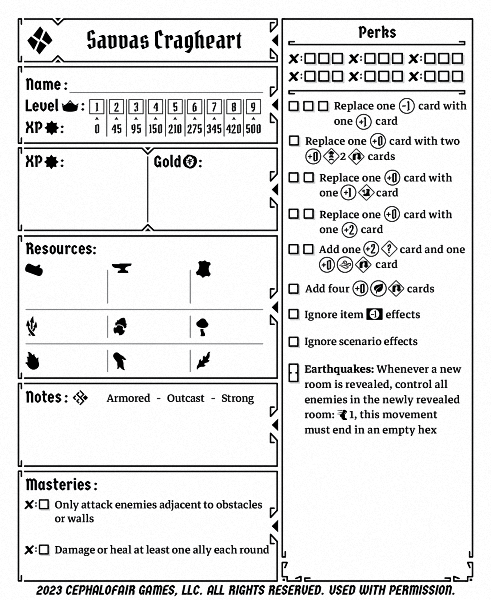 Savvas Cragheart
Name:
Level : 1 2 3 4 5 6 7 8 9
XP : 0 45 95 150 210 275 345 420 500
XP :
Gold :
Resources:
Notes: Armored - Outcast - Strong
Masteries:
Only attack enemies adjacent to obstacles
or walls
Damage or heal at least one ally each round
Perks
Replace one -1 card with
one +1 card
Replace one +0 card with two
+0 2 cards
Replace one +0 card with
one +1 card
Replace one +0 card with
one +2 card
Add one +2 ? card and one
+0 card
Add four +0 cards
Ignore item -1 effects
Ignore scenario effects
Earthquakes: Whenever a new
room is revealed, control all
enemies in the newly revealed
room: 1, this movement
must end in an empty hex
2023 CEPHALOFAIR GAMES, LLC. ALL RIGHTS RESERVED. USED WITH PERMISSION.